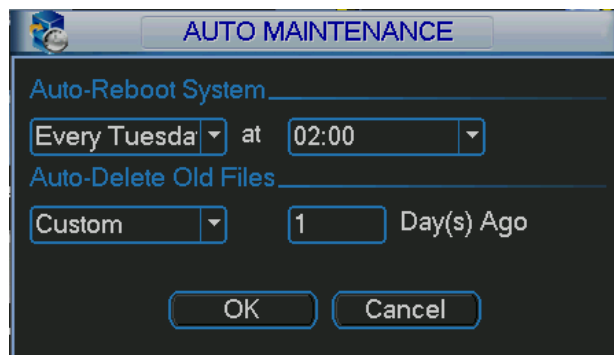 AUTO MAINTENANCE
Auto-Reboot System
Every Tuesda at 02:00
Auto-Delete Old Files
Custom 1 Day(s) Ago
OK Cancel